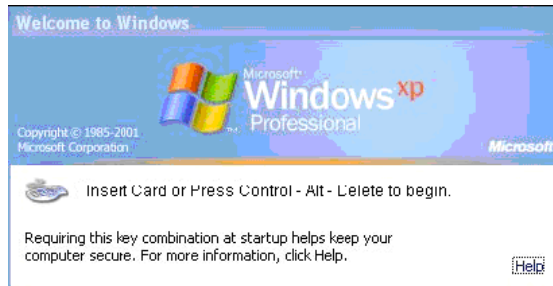 Welcome to Windows
Microsoft
Windows xp
Professional
Copyright © 1985-2001
Microsoft Corporation
Microsoft
Insert Card or Press Control - Alt - Delete to begin.
Requiring this key combination at startup helps keep your
computer secure. For more information, click Help.
Help